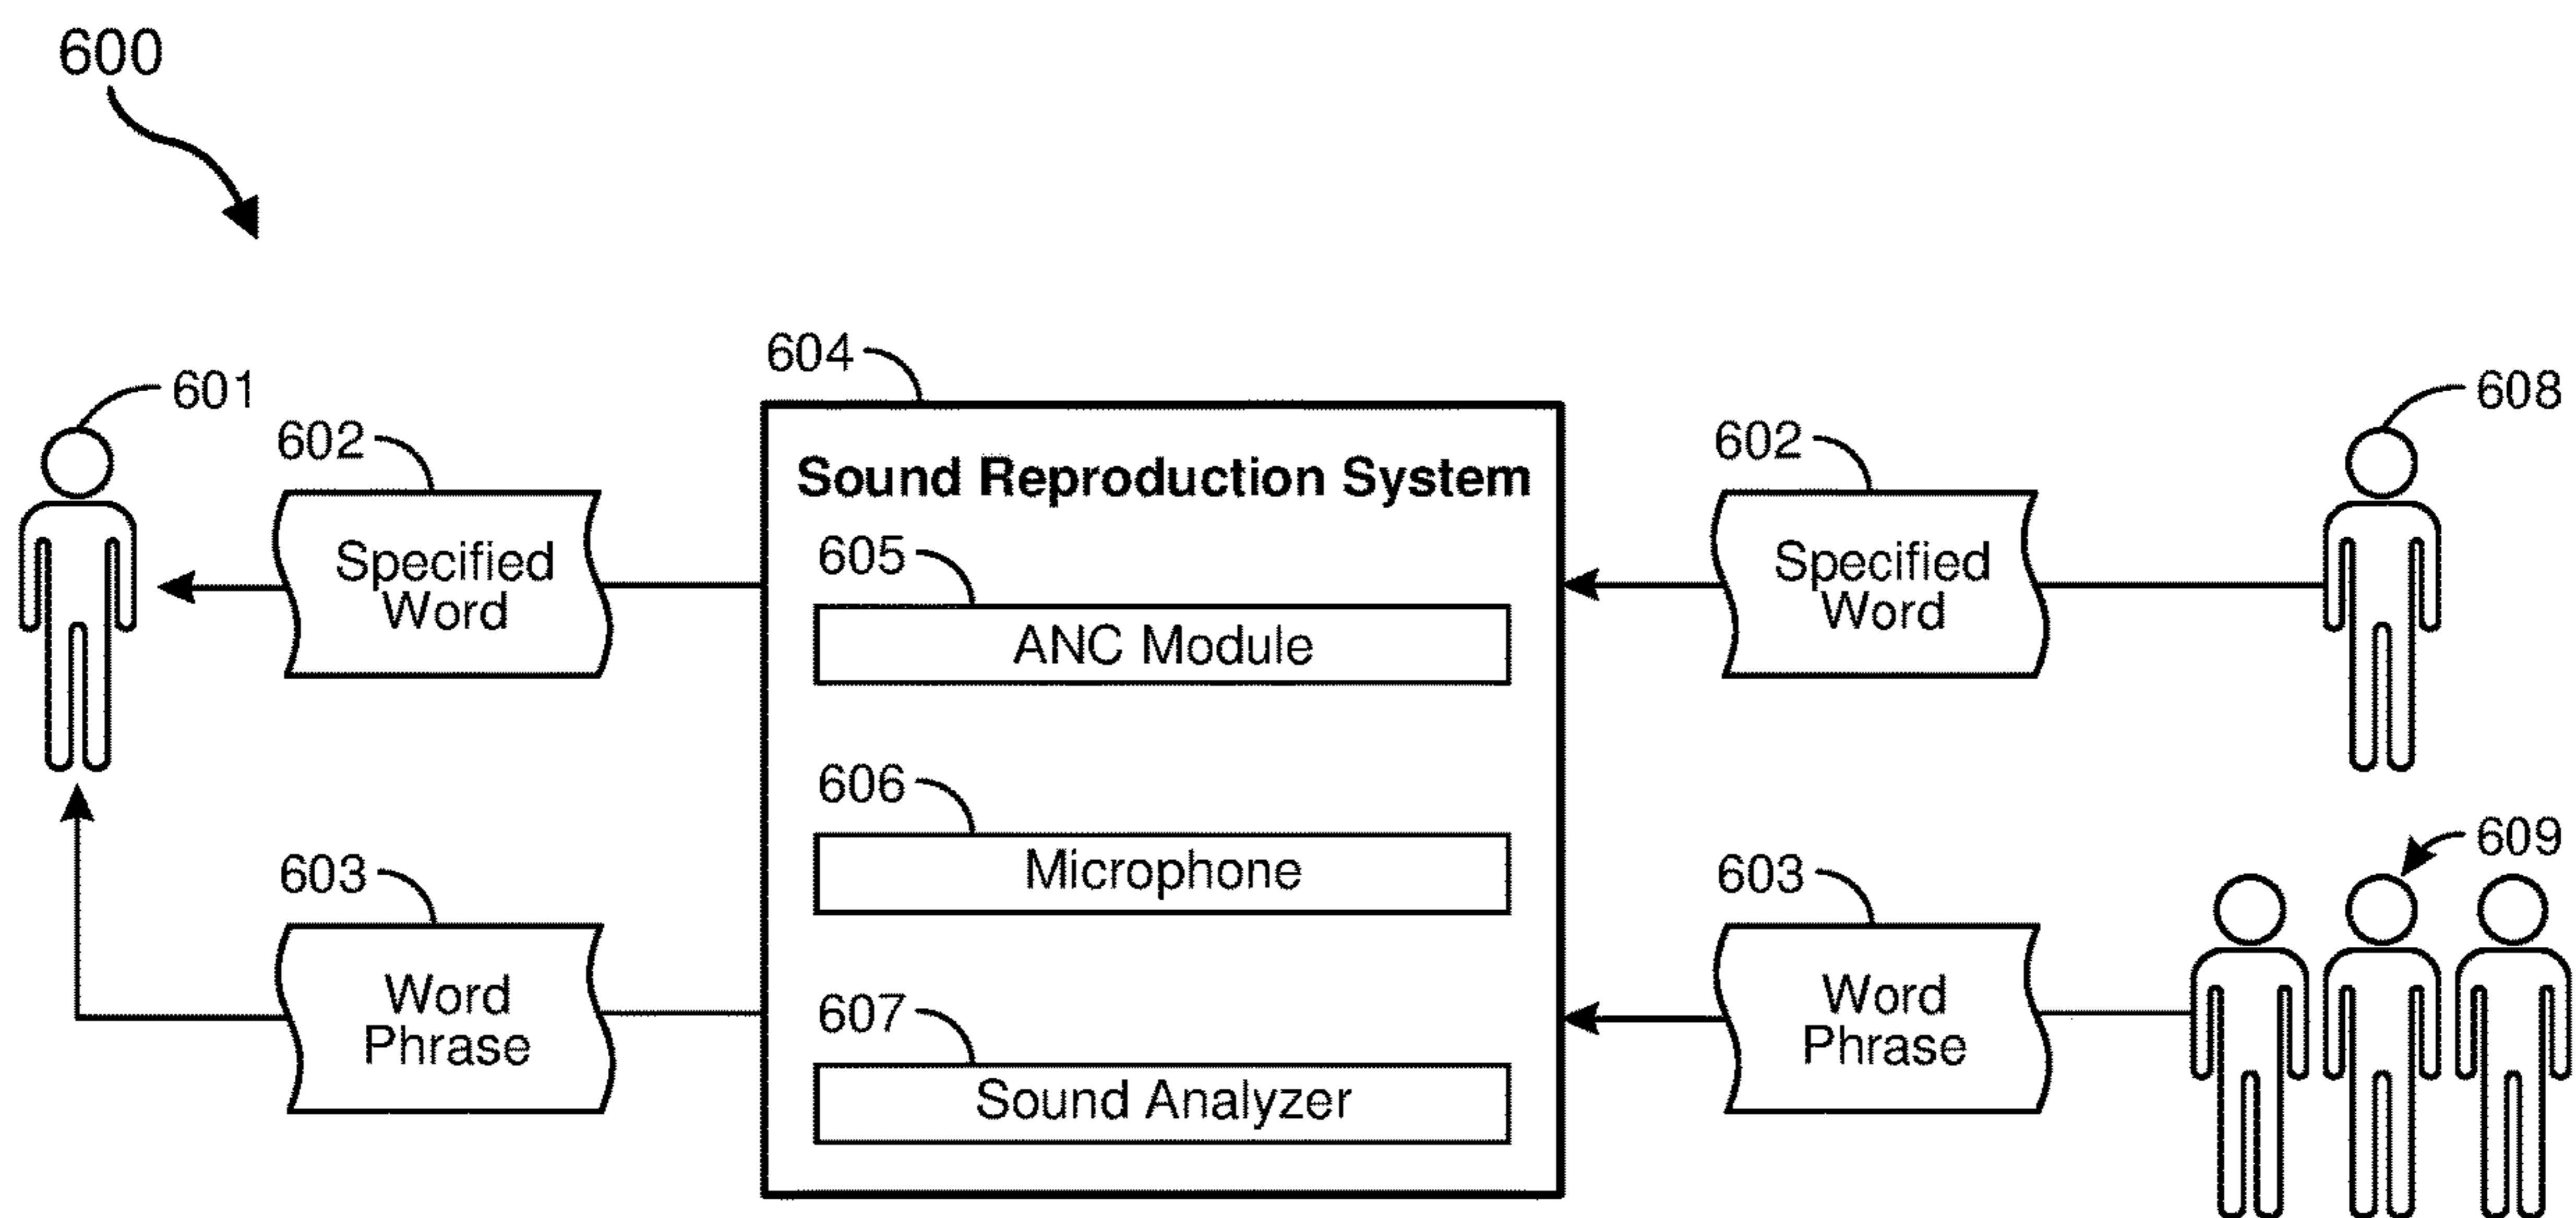 600
604
601
608
602
602
Sound Reproduction System
Specified
Word
605
Specified
Word
ANC Module
606
609
603
603
Microphone
Word
Phrase
607
Word
Phrase
Sound Analyzer